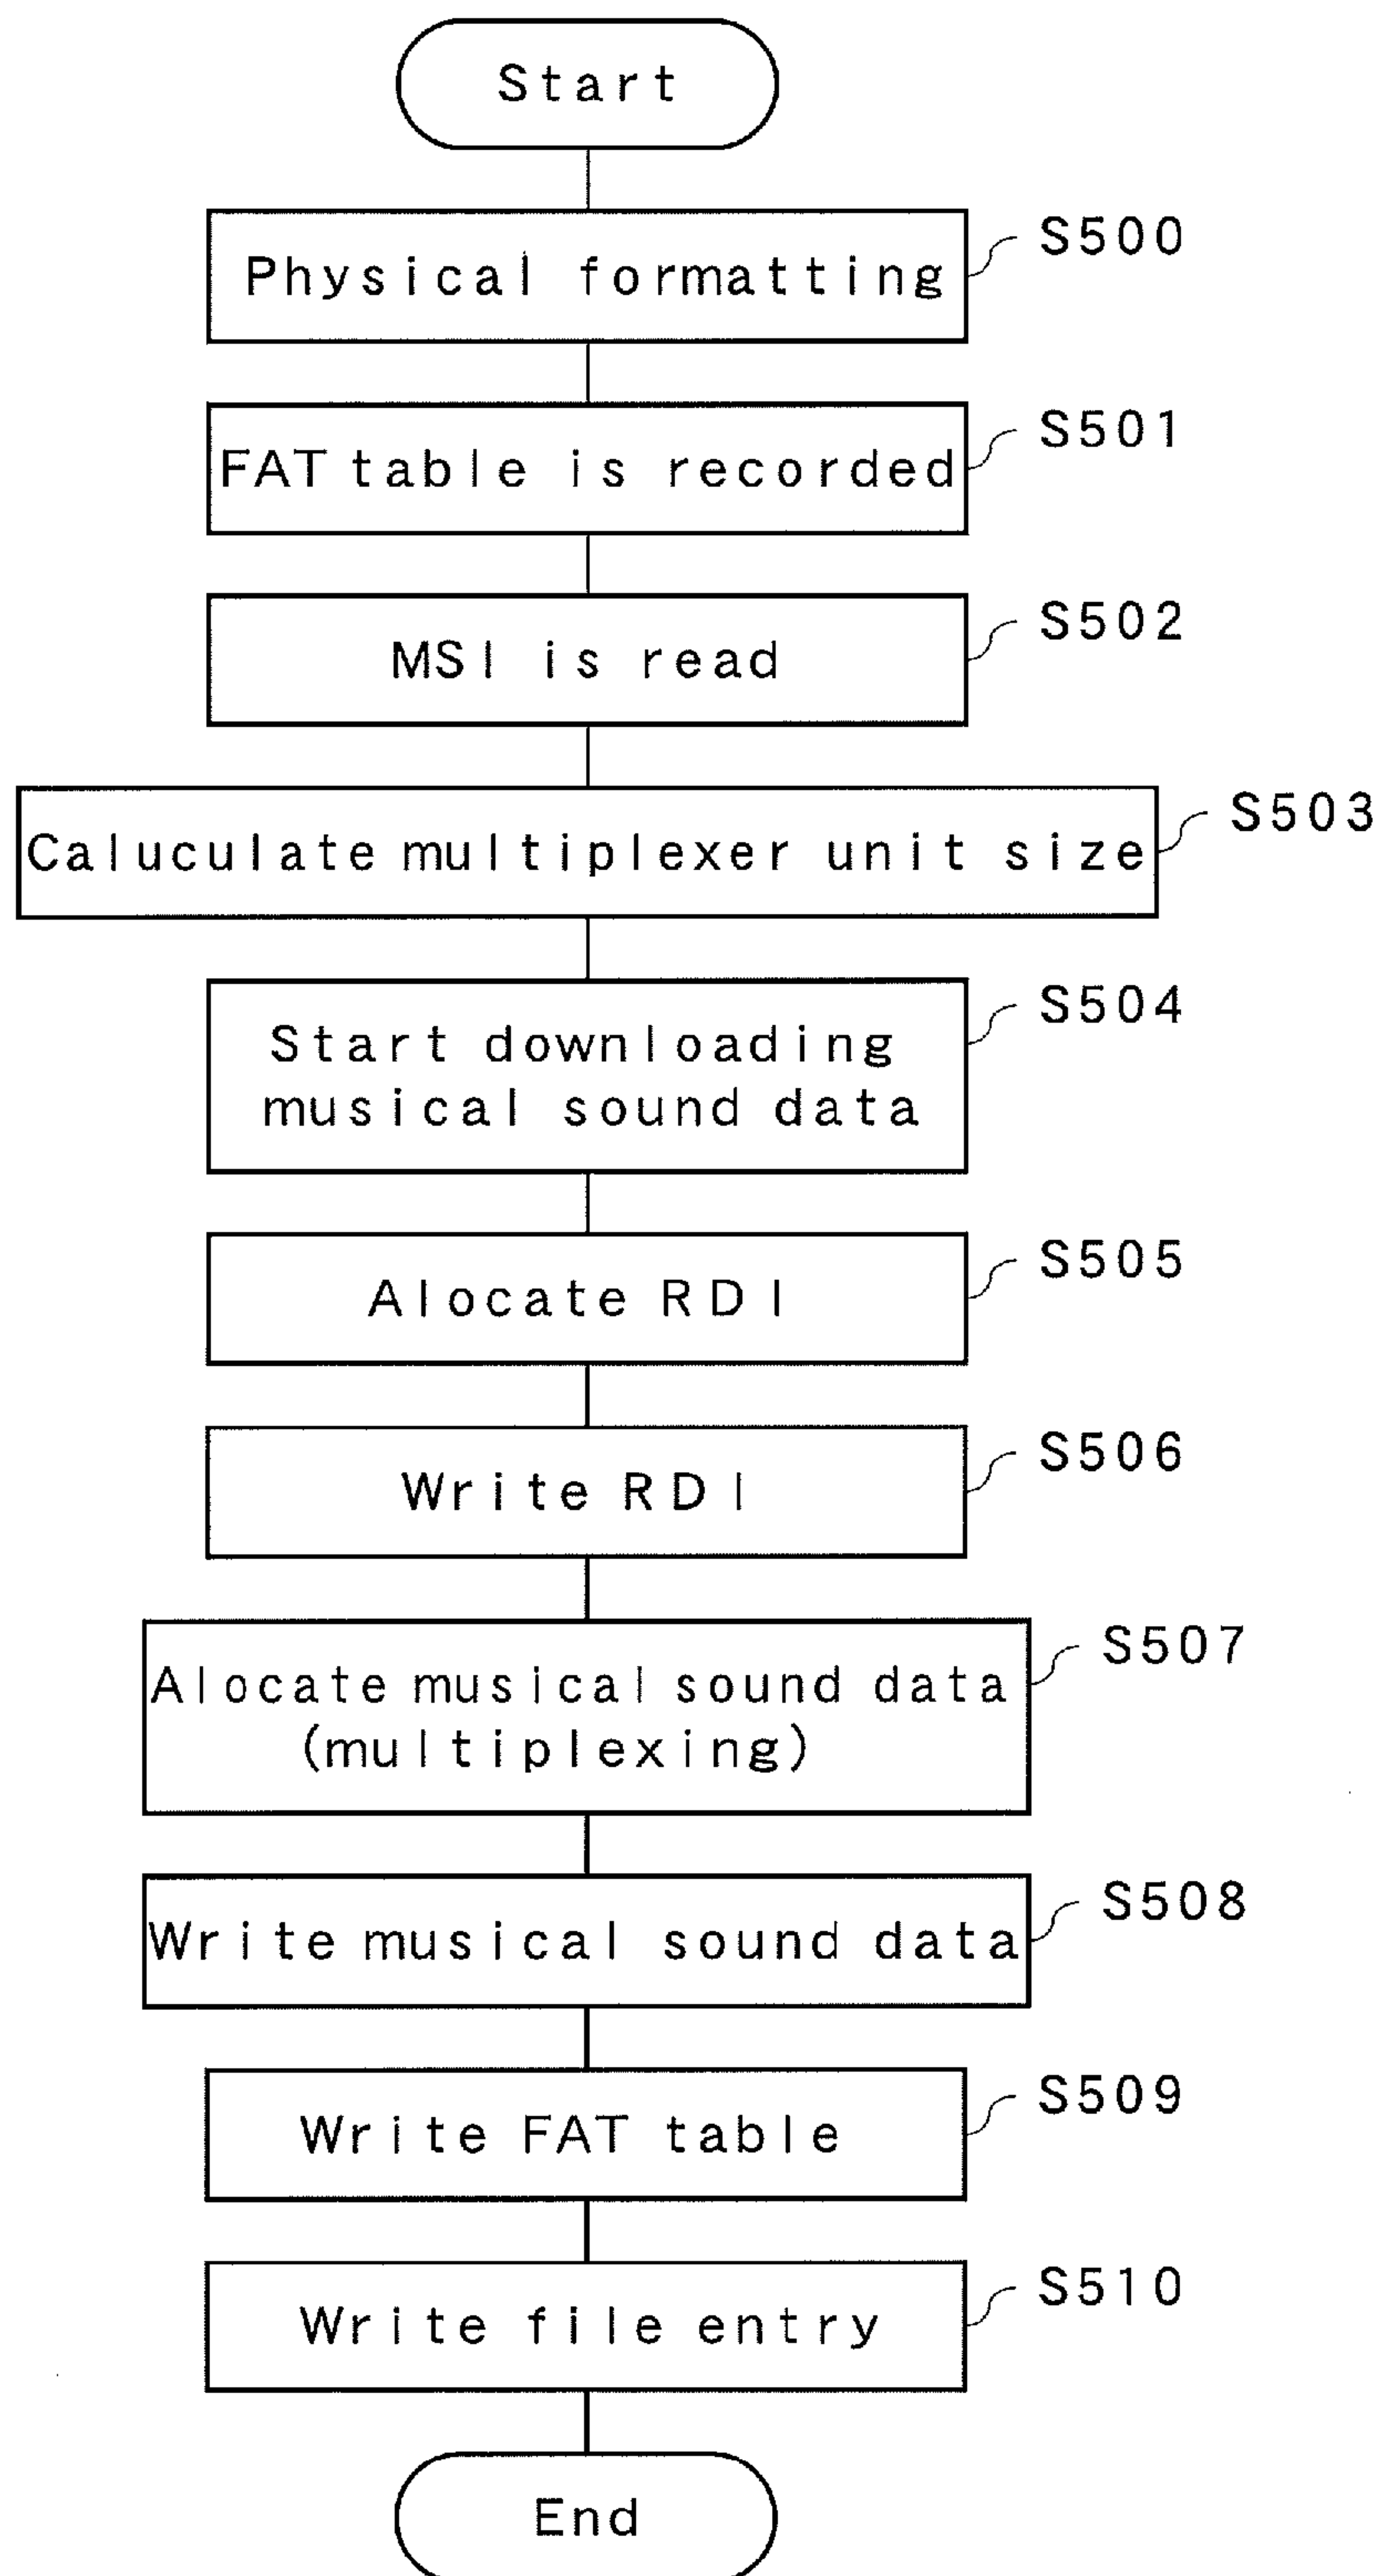 Start
S500
Physical formatting
S501
FAT table is recorded
S502
MSI is read
S503
Caluculate multiplexer unit size
S504
Start downloading
musical sound data
S505
Alocate RDI
S506
Write RDI
S507
Alocate musical sound data
(multiplexing)
S508
Write musical sound data
S509
Write FAT table
S510
Write file entry
End